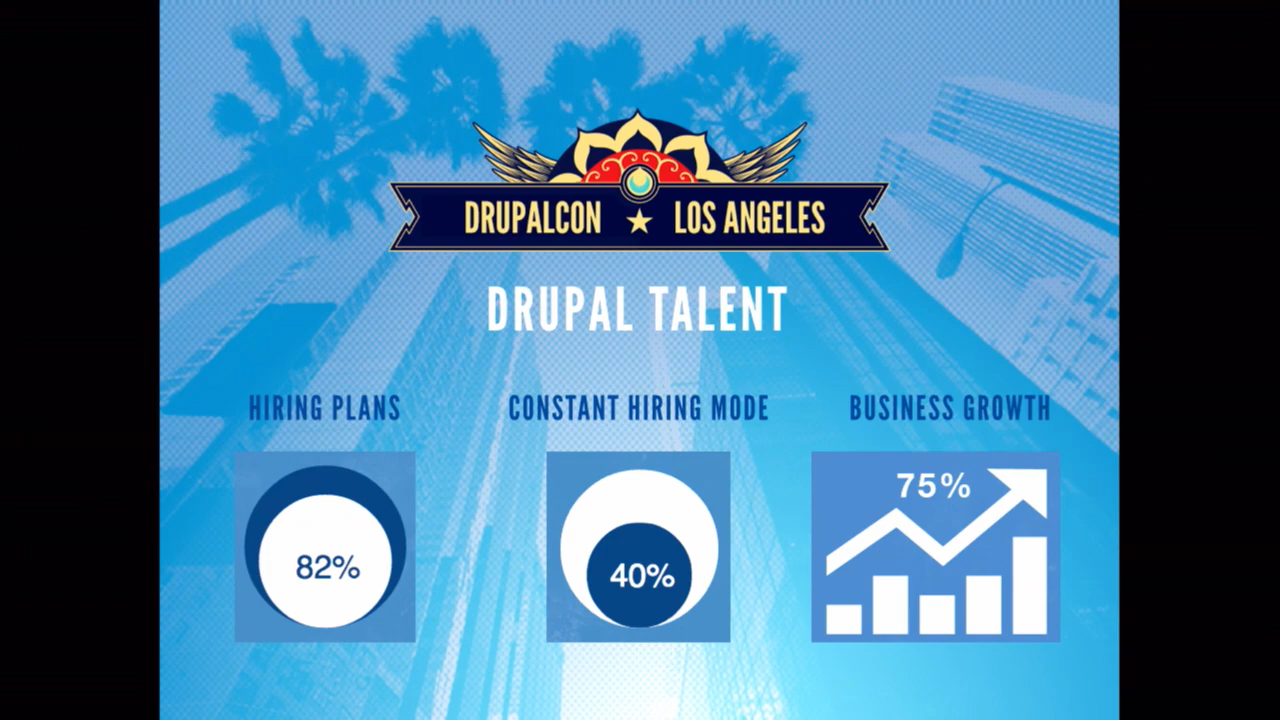 DRUPALCON ★ LOS ANGELES
DRUPAL TALENT
HIRING PLANS
CONSTANT HIRING MODE
BUSINESS GROWTH
82%
40%
75%